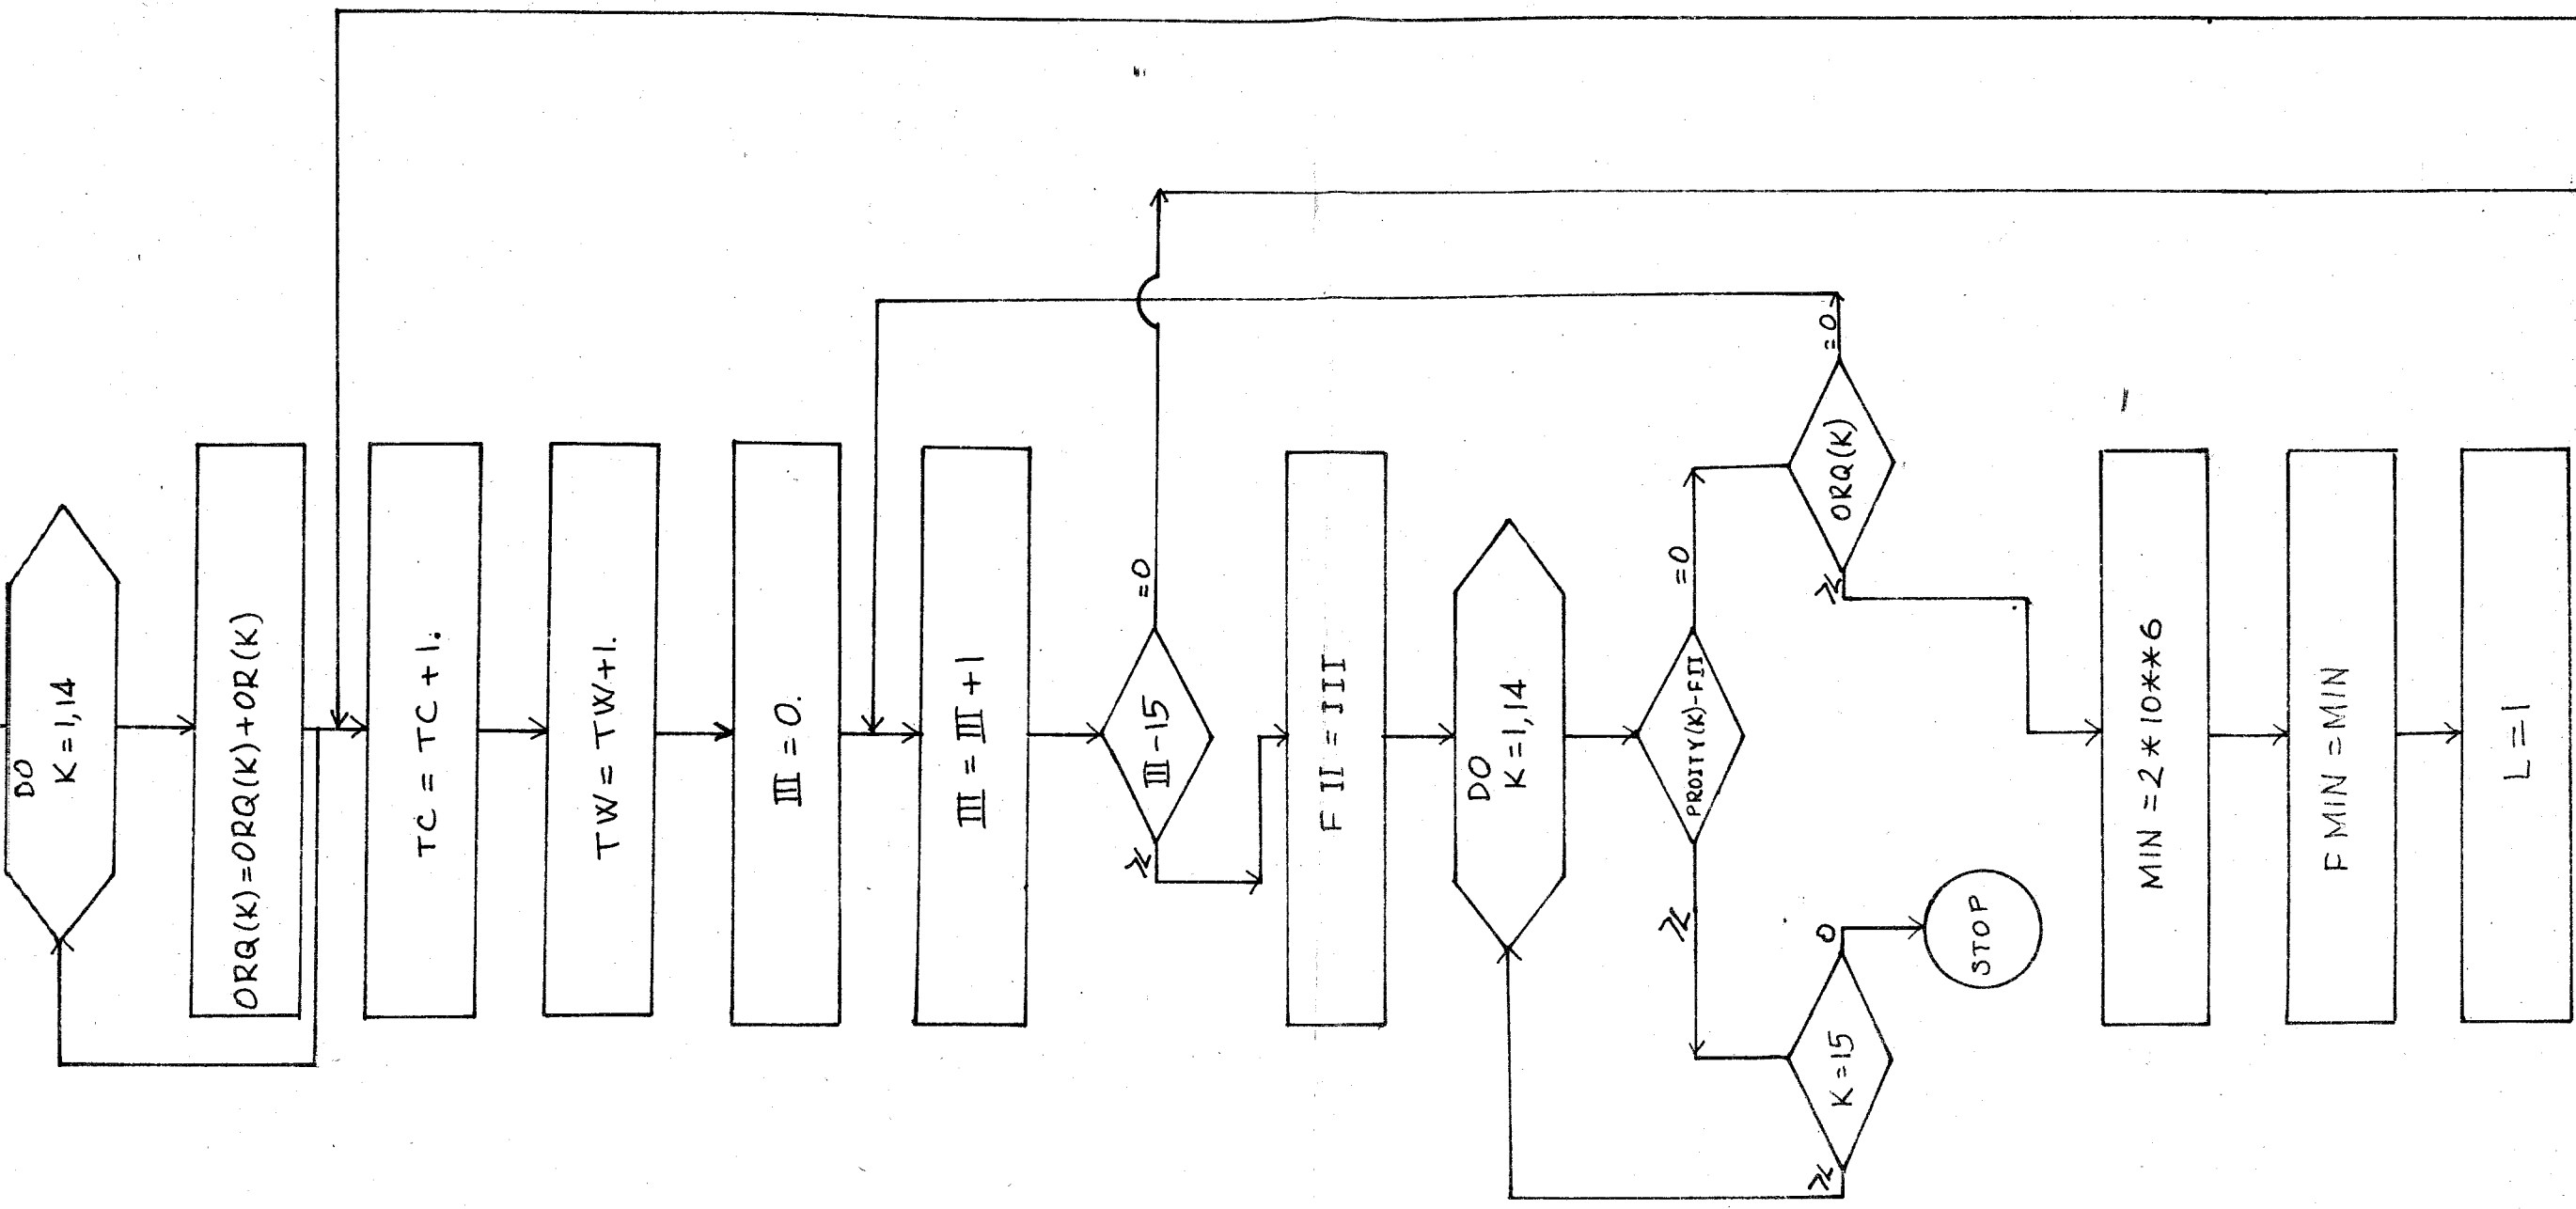 DO
K = 1,14
ORQ(K)=ORQ(K)+OR(K)
TC = TC +1.
TW = TW+1.
III = 0.
III = III +1
III -15
=0
≷
F II = III
DO
K = 1,14
PROITY(K)-FII
=0
≷
ORQ(K)
=0
≷
K =15
0
≷
STOP
MIN =2*10**6
F MIN =MIN
L=1